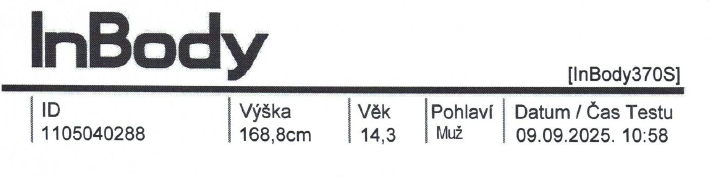 InBody
[InBody370S]
ID Výška Věk Pohlaví Datum / Čas Testu
1105040288 168,8cm 14,3 Muž 09.09.2025. 10:58